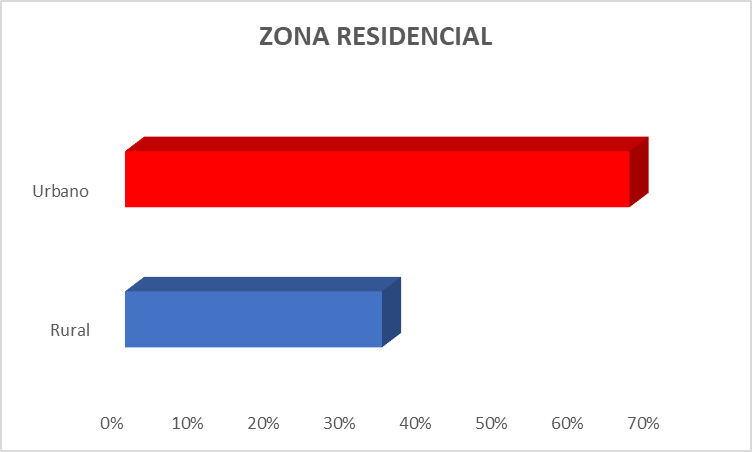 ZONA RESIDENCIAL
Urbano
Rural
0% 10% 20% 30% 40% 50% 60% 70%